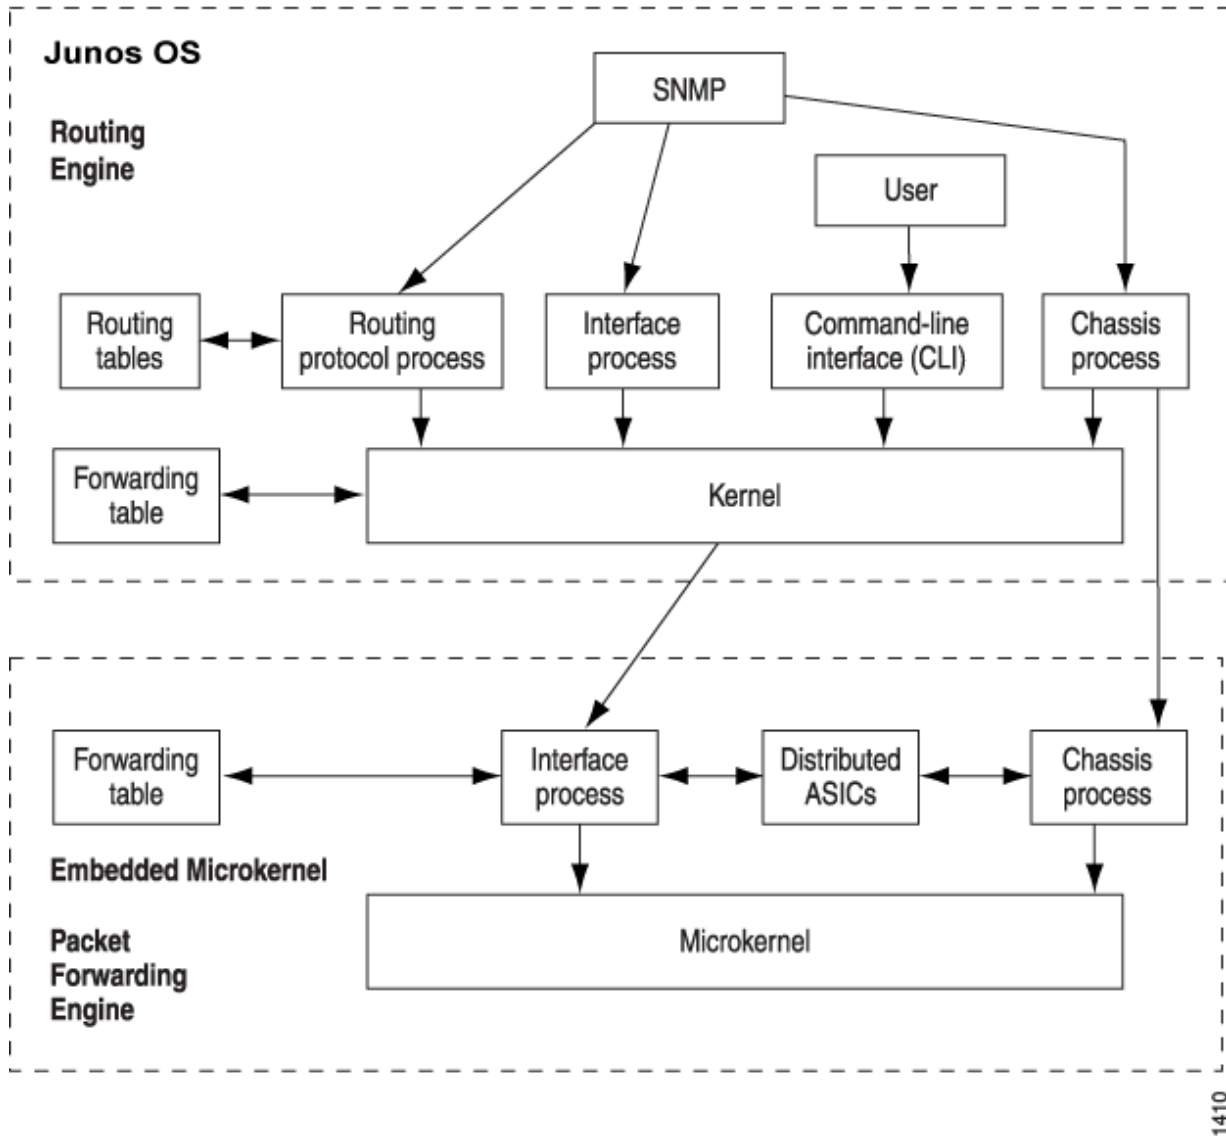 Junos OS
SNMP
Routing
Engine
User
Routing
tables
Routing
protocol process
Interface
process
Command-line
interface (CLI)
Chassis
process
Forwarding
table
Kernel
Forwarding
table
Interface
process
Distributed
ASICs
Chassis
process
Embedded Microkernel
Microkernel
Packet
Forwarding
Engine
1410